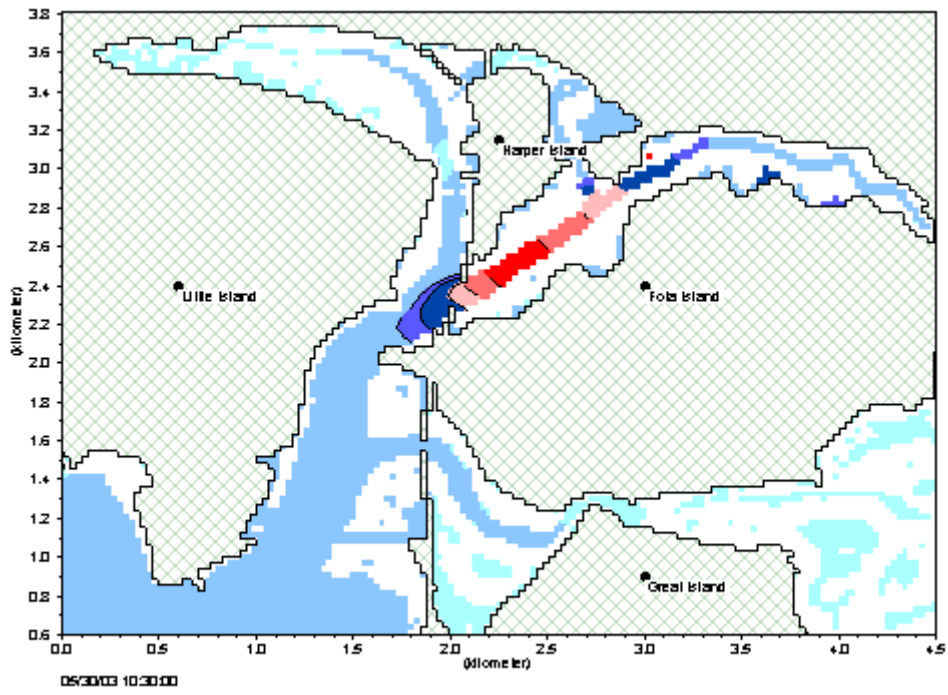 3.8
3.6
3.4
3.2
Harper Island
3.0
2.8
2.6
2.4
Little Island
Fota Island
2.2
2.0
(kilometer)
1.8
1.6
1.4
1.2
1.0
0.8
Great Island
0.6
0.0 0.5 1.0 1.5 2.0 2.5 3.0 3.5 4.0 4.5
(kilometer)
05/30/03 10:30:00